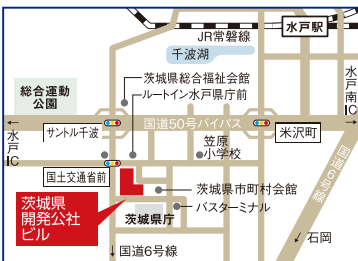 水戸駅
JR常磐線
千波湖
総合運動
公園
茨城県総合福祉会館
ルートイン水戸県庁前
水戸南IC
国道50号バイパス
サントル千波
米沢町
水戸IC
笠原
小学校
国土交通省前
国道6号線
茨城県
開発公社
ビル
茨城県市町村会館
バスターミナル
茨城県庁
国道6号線
石岡